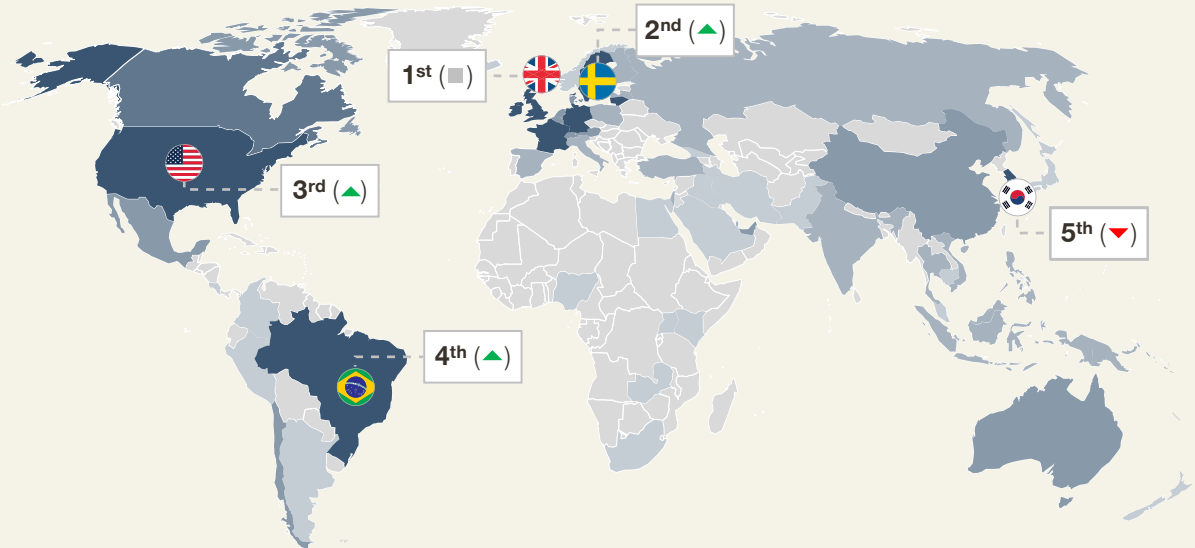 2nd (▲)
1st (■)
3rd (▲)
5th (▼)
4th (▲)